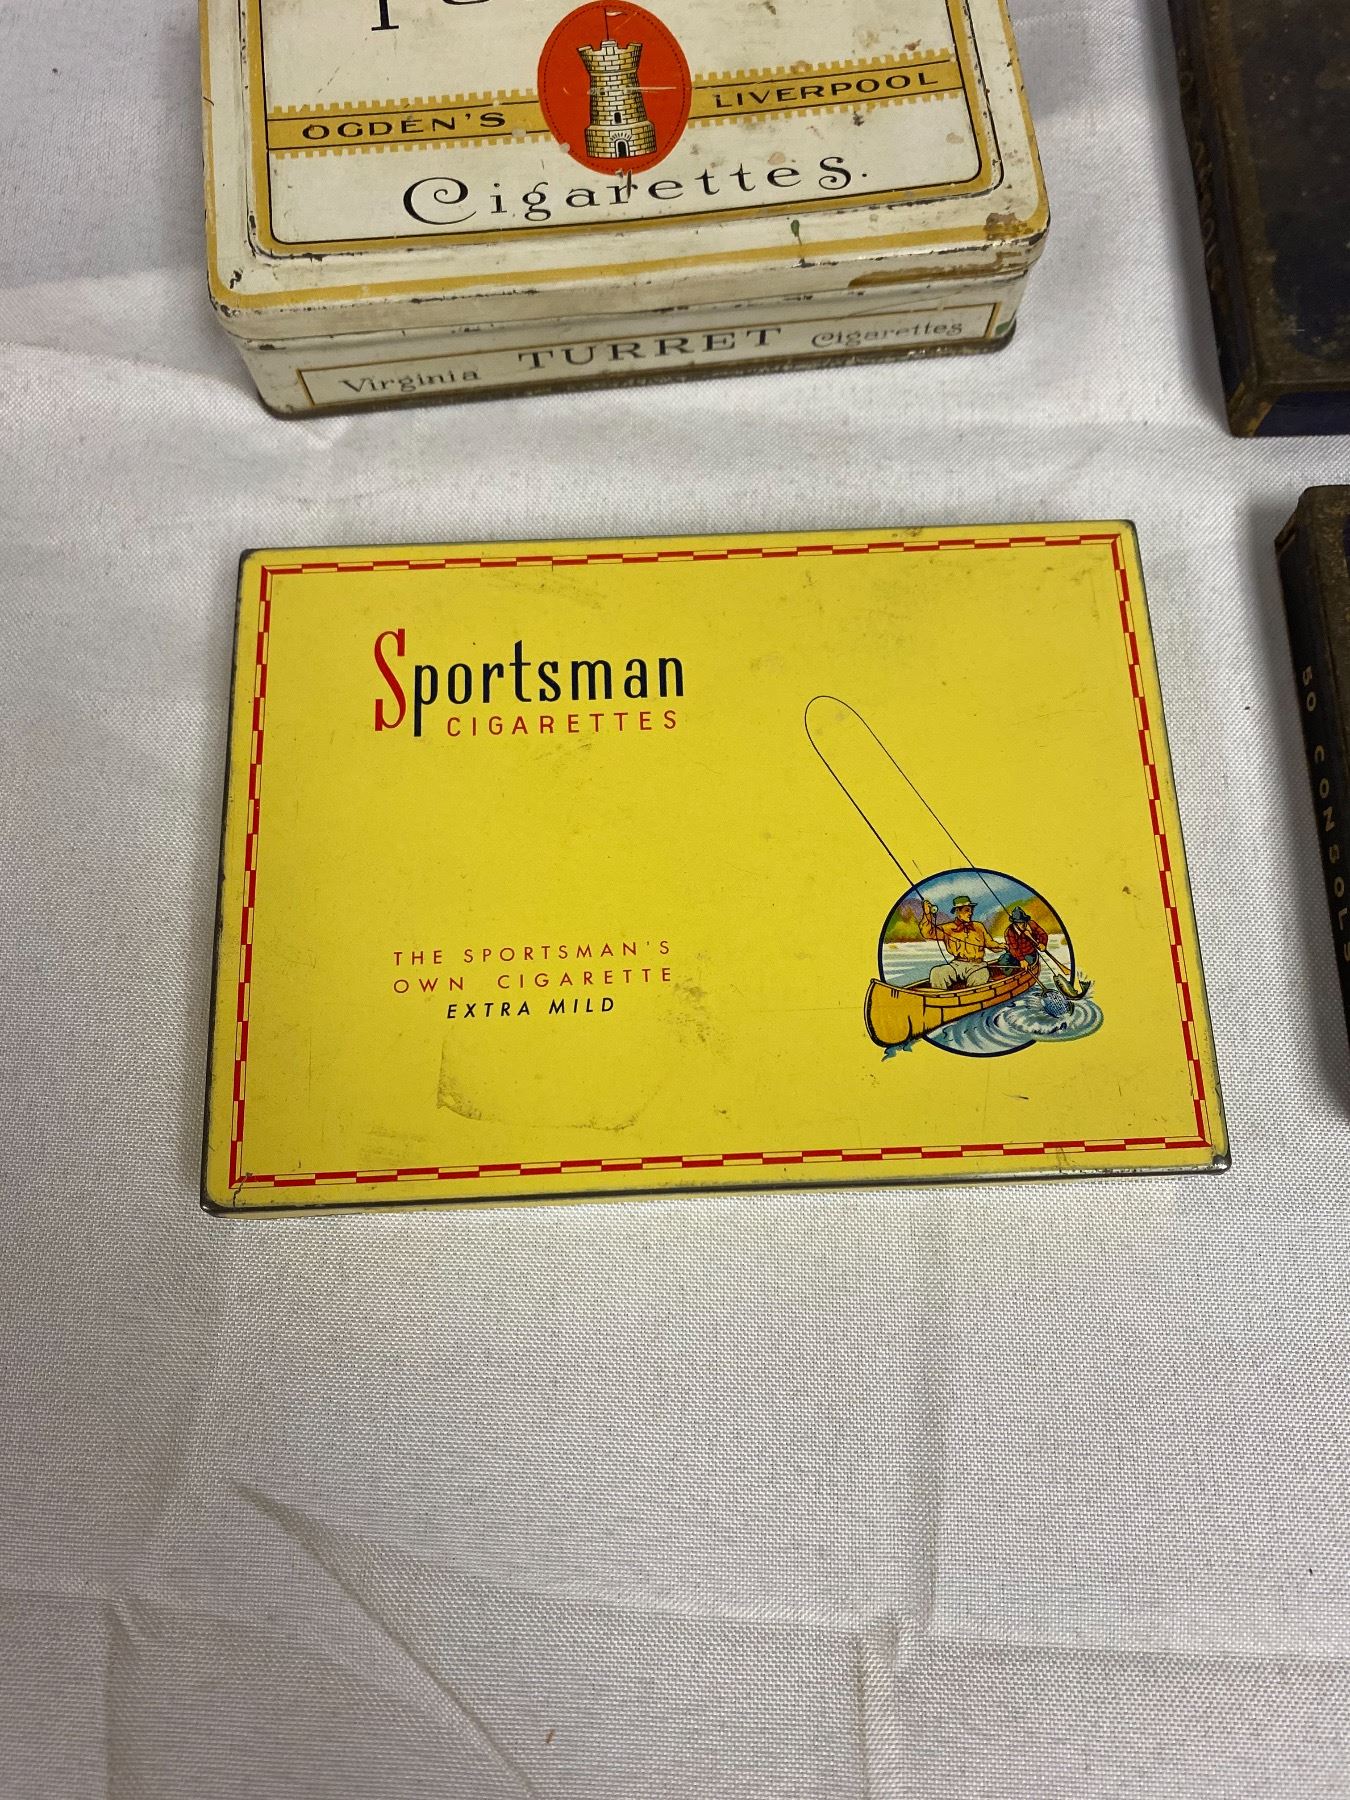 OGDEN'S LIVERPOOL
Cigarettes.
Virginia TURRET Cigarettes
Sportsman
CIGARETTES
THE SPORTSMAN'S
OWN CIGARETTE
EXTRA MILD
50 CONSOLS